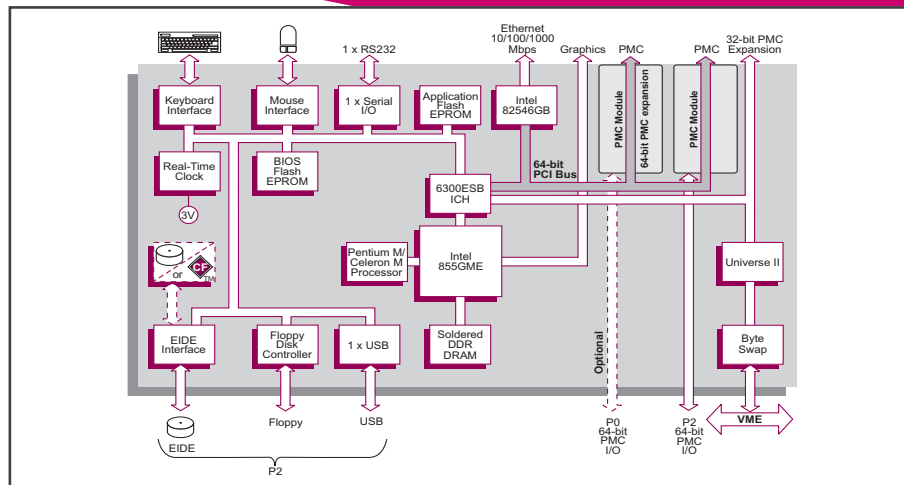 Ethernet
10/100/1000
Mbps
1 x RS232
Graphics
PMC
PMC
32-bit PMC
Expansion
Keyboard
Interface
Mouse
Interface
1 x Serial
I/O
Application
Flash
EPROM
Intel
82546GB
PMC Module
64-bit PMC expansion
PMC Module
Real-Time
Clock
BIOS
Flash
EPROM
64-bit
PCI Bus
6300ESB
ICH
3V
or
CF
TM
Pentium M/
Celeron M
Processor
Intel
855GME
Universe II
EIDE
Interface
Floppy
Disk
Controller
1 x USB
Soldered
DDR
DRAM
Optional
Byte
Swap
EIDE
Floppy
USB
P2
P0
64-bit
PMC
I/O
P2
64-bit
PMC
I/O
VME